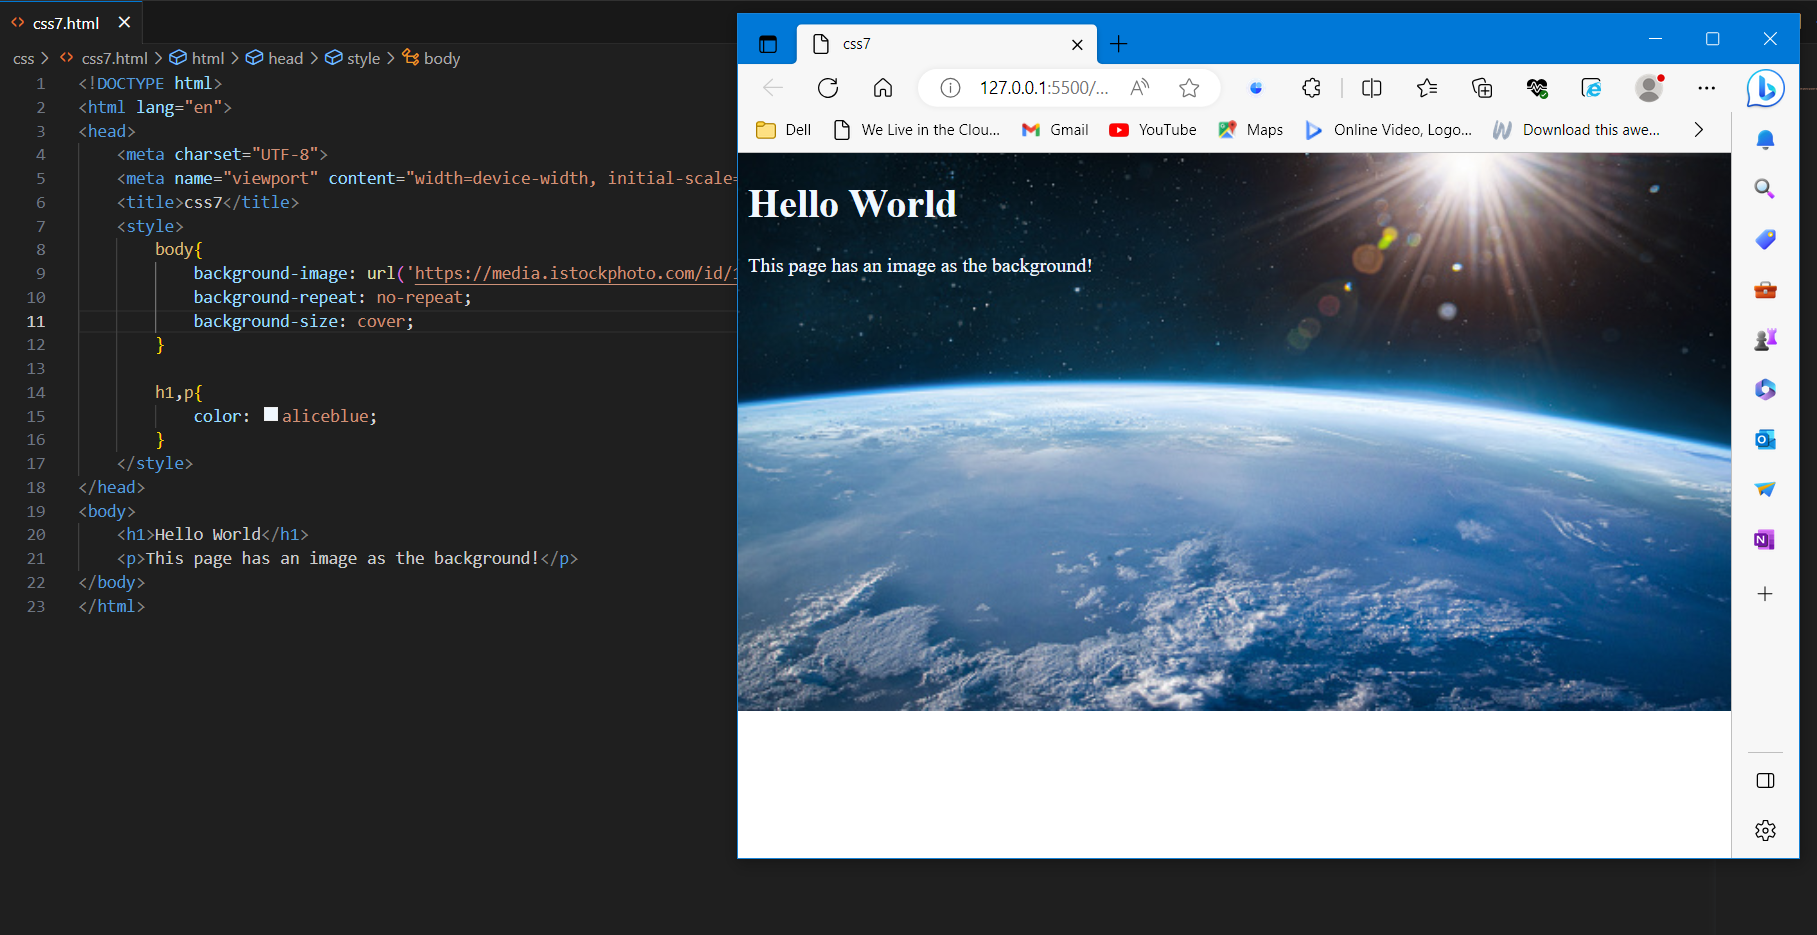 css7.html
css > css7.html > html > head > style > body
1 <!DOCTYPE html>
2 <html lang="en">
3 <head>
4 <meta charset="UTF-8">
5 <meta name="viewport" content="width=device-width, initial-scale=
6 <title>css7</title>
7 <style>
8 body{
9 background-image: url('https://media.istockphoto.com/id/1
10 background-repeat: no-repeat;
11 background-size: cover;
12 }
13
14 h1,p{
15 color: aliceblue;
16 }
17 </style>
18 </head>
19 <body>
20 <h1>Hello World</h1>
21 <p>This page has an image as the background!</p>
22 </body>
23 </html>
css7
127.0.0.1:5500/...
Dell We Live in the Clou... Gmail YouTube Maps Online Video, Logo... Download this awe...
Hello World
This page has an image as the background!